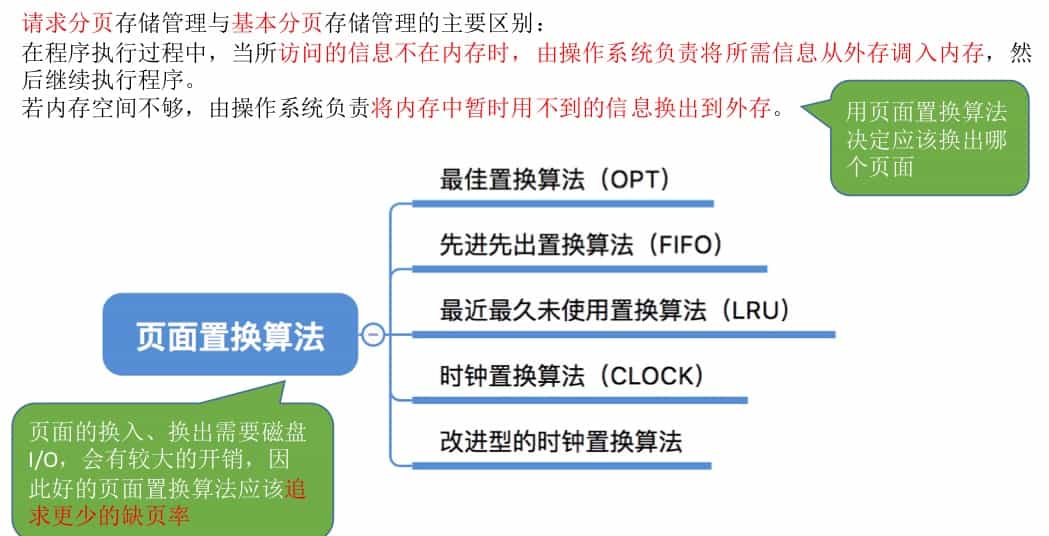 请求分页存储管理与基本分页存储管理的主要区别：
在程序执行过程中，当所访问的信息不在内存时，由操作系统负责将所需信息从外存调入内存，然
后继续执行程序。
若内存空间不够，由操作系统负责将内存中暂时用不到的信息换出到外存。
用页面置换算法
决定应该换出哪
个页面
页面置换算法
最佳置换算法（OPT）
先进先出置换算法（FIFO）
最近最久未使用置换算法（LRU）
时钟置换算法（CLOCK）
改进型的时钟置换算法
页面的换入、换出需要磁盘
I/O，会有较大的开销，因
此好的页面置换算法应该追
求更少的缺页率